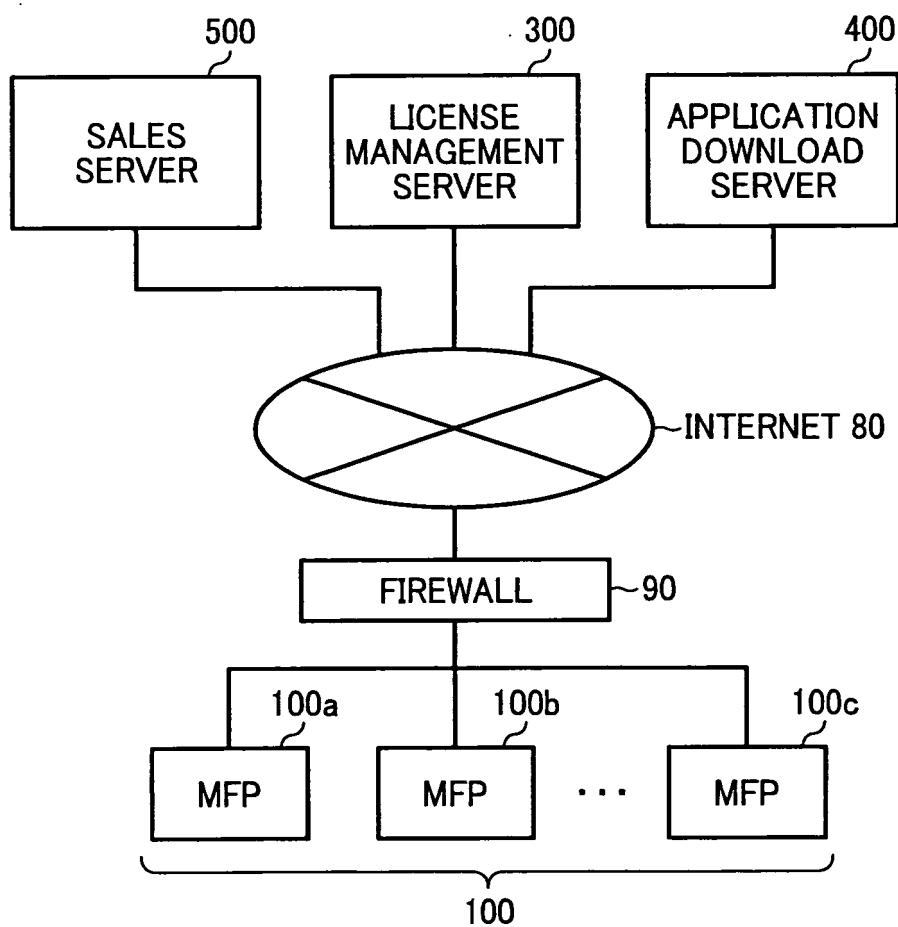 500
300
400
SALES
SERVER
LICENSE
MANAGEMENT
SERVER
APPLICATION
DOWNLOAD
SERVER
INTERNET 80
FIREWALL
90
100a
100b
100c
MFP
MFP
...
MFP
100